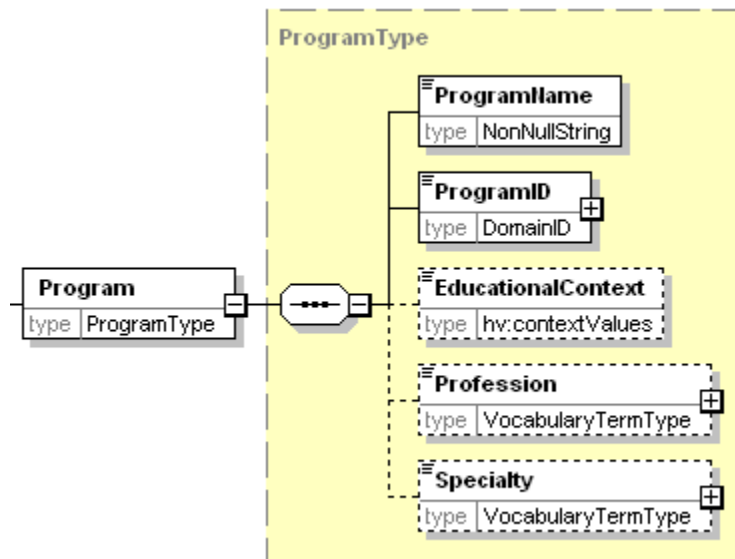 ProgramType
ProgramName
type NonNullString
ProgramID
type DomainID
EducationalContext
type hv:contextValues
Program
type ProgramType
Profession
type VocabularyTermType
Specialty
type VocabularyTermType